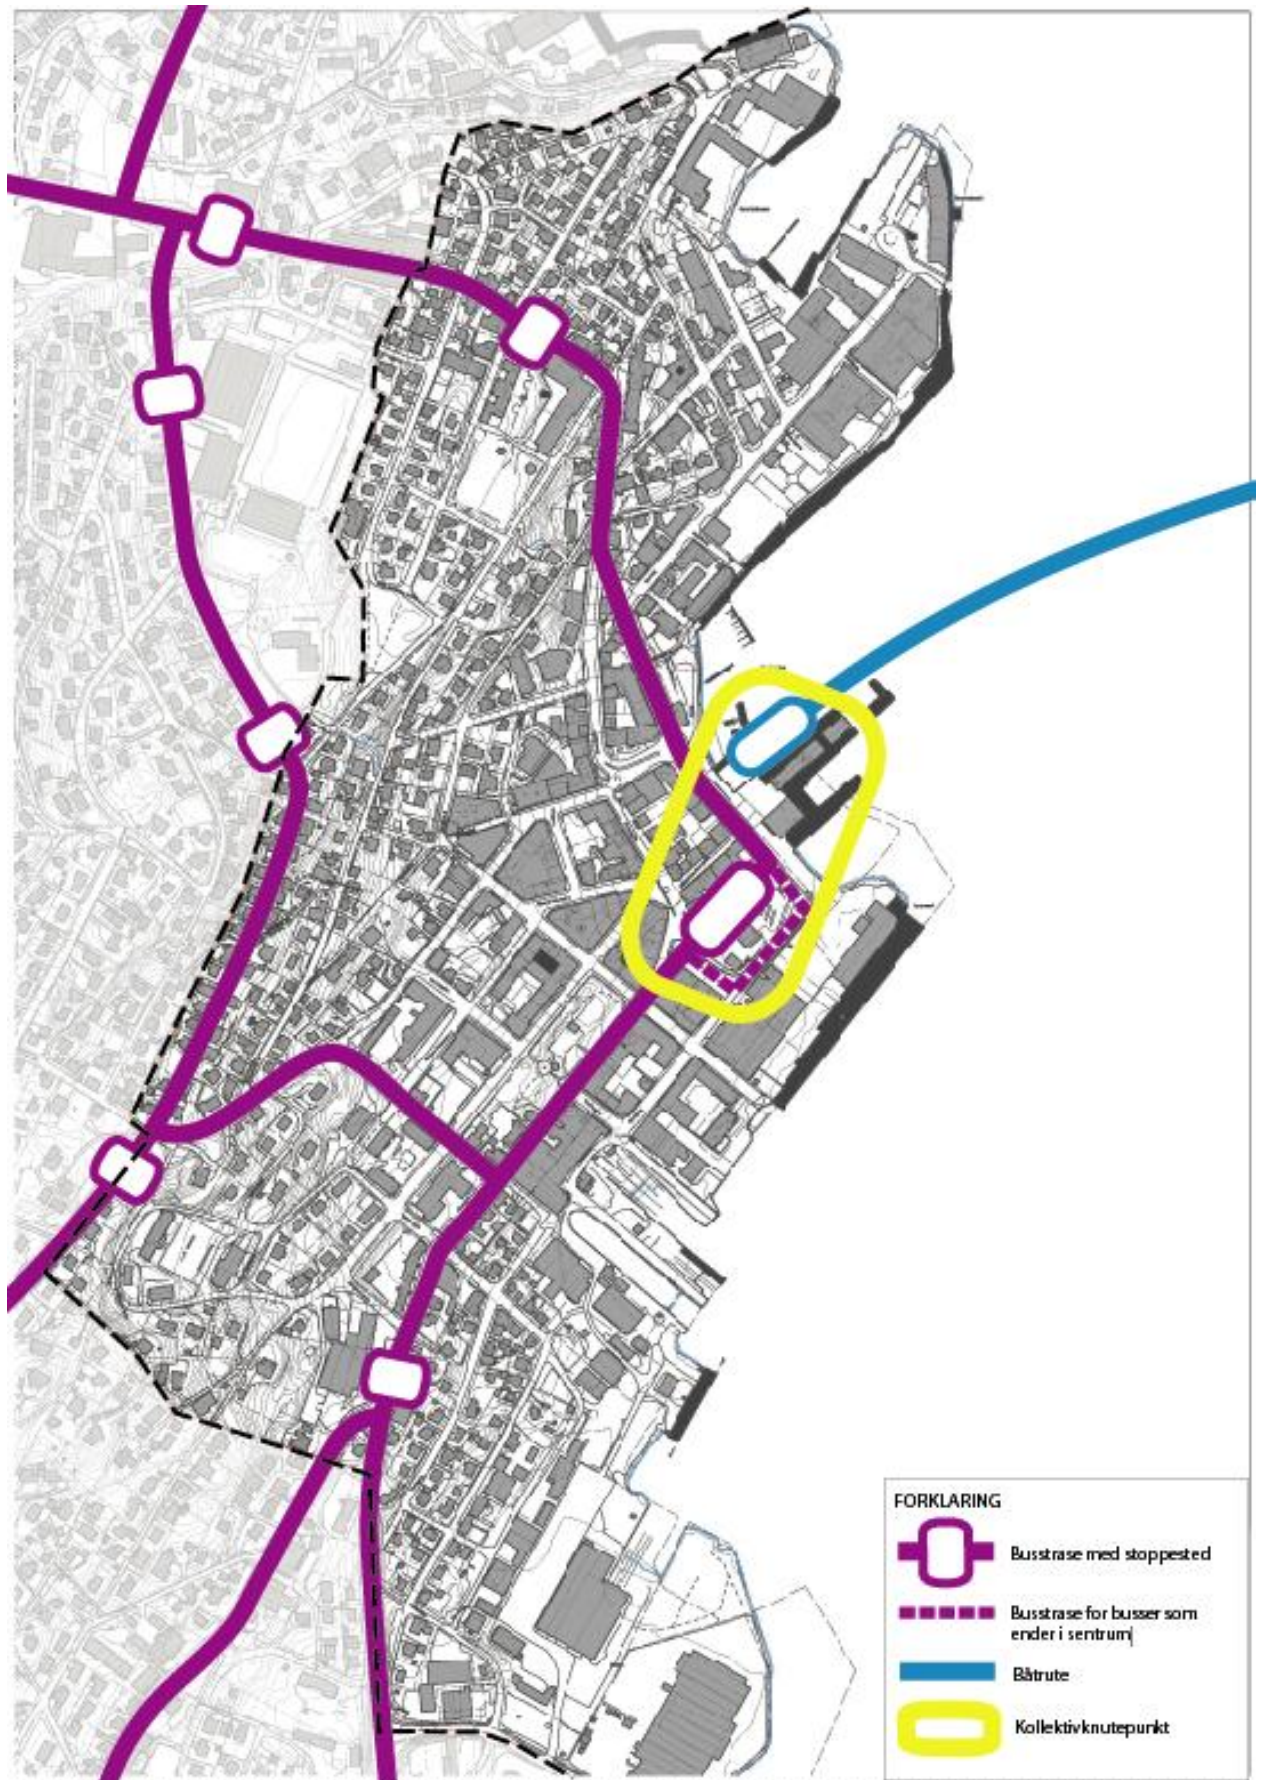 FORKLARING
Busstrase med stoppested
Busstrase for busser som
ender i sentrum
Båtrute
Kollektivknutepunkt